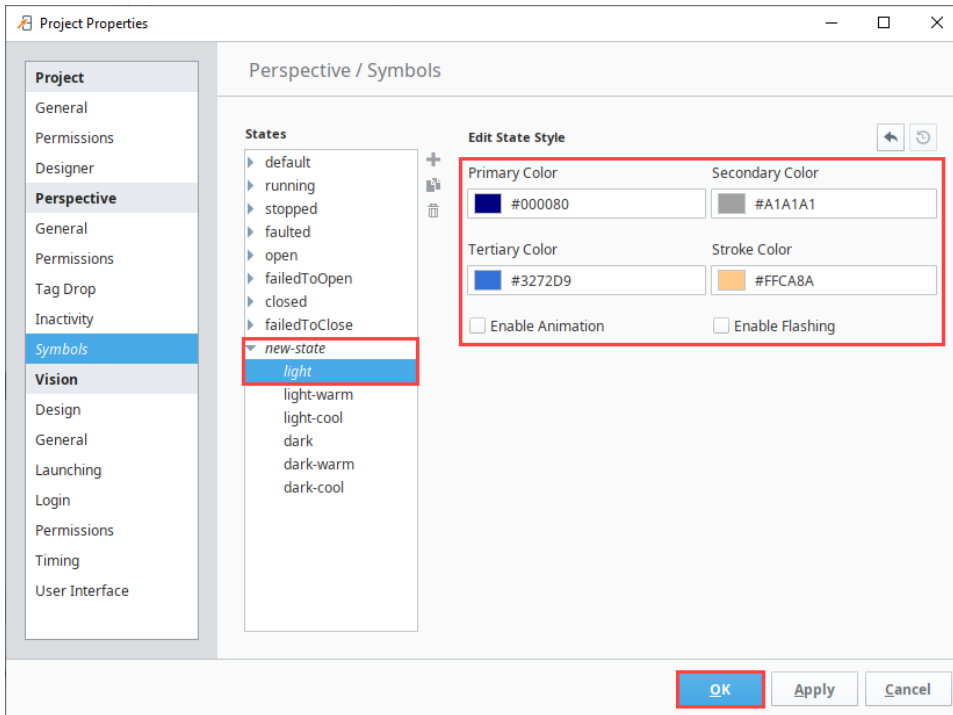 Project Properties
Project
General
Permissions
Designer
Perspective
General
Permissions
Tag Drop
Inactivity
Symbols
Vision
Design
General
Launching
Login
Permissions
Timing
User Interface
Perspective / Symbols
States
default
running
stopped
faulted
open
failedToOpen
closed
failedToClose
new-state
light
light-warm
light-cool
dark
dark-warm
dark-cool
Edit State Style
Primary Color Secondary Color
#000080 #A1A1A1
Tertiary Color Stroke Color
#3272D9 #FFCA8A
Enable Animation Enable Flashing
OK Apply Cancel